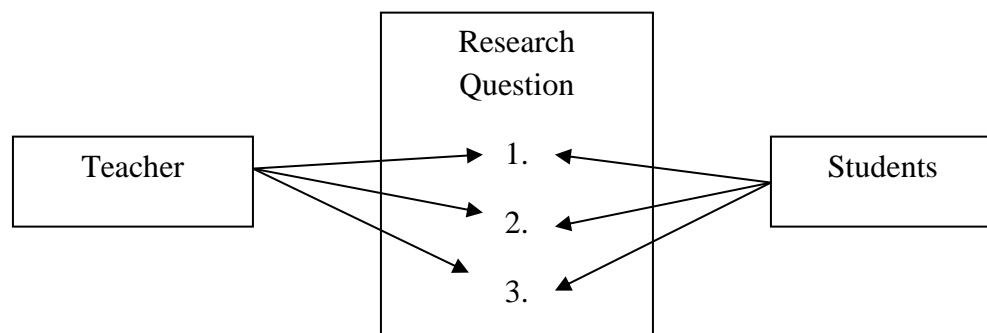 Research
Question
Teacher
1.
Students
2.
3.